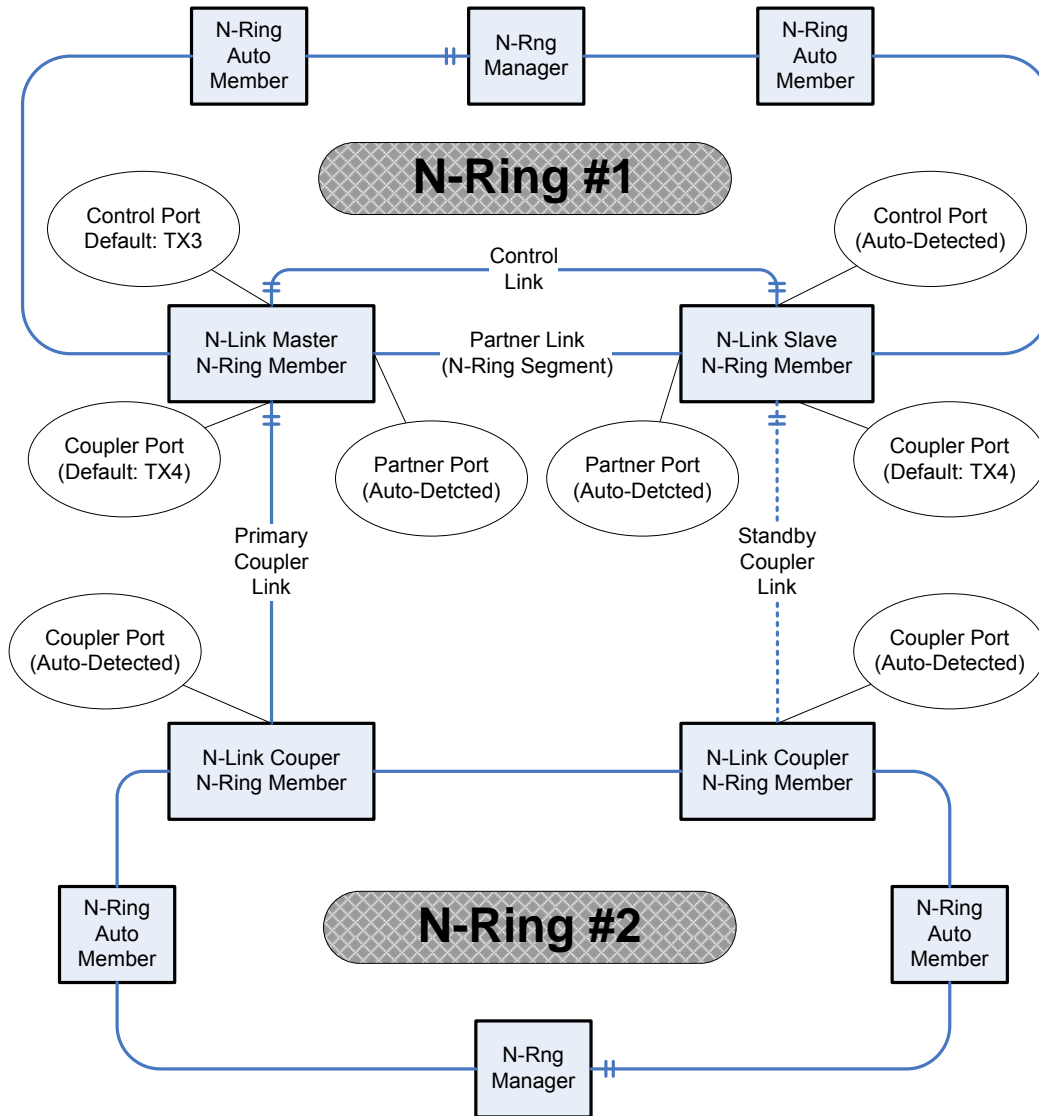 N-Ring
Auto
Member
N-Rng
Manager
N-Ring
Auto
Member
N-Ring #1
Control Port
Default: TX3
Control
Link
Control Port
(Auto-Detected)
N-Link Master
N-Ring Member
Partner Link
(N-Ring Segment)
N-Link Slave
N-Ring Member
Coupler Port
(Default: TX4)
Partner Port
(Auto-Detcted)
Partner Port
(Auto-Detcted)
Coupler Port
(Default: TX4)
Primary
Coupler
Link
Standby
Coupler
Link
Coupler Port
(Auto-Detected)
Coupler Port
(Auto-Detected)
N-Link Couper
N-Ring Member
N-Link Coupler
N-Ring Member
N-Ring
Auto
Member
N-Ring #2
N-Ring
Auto
Member
N-Rng
Manager